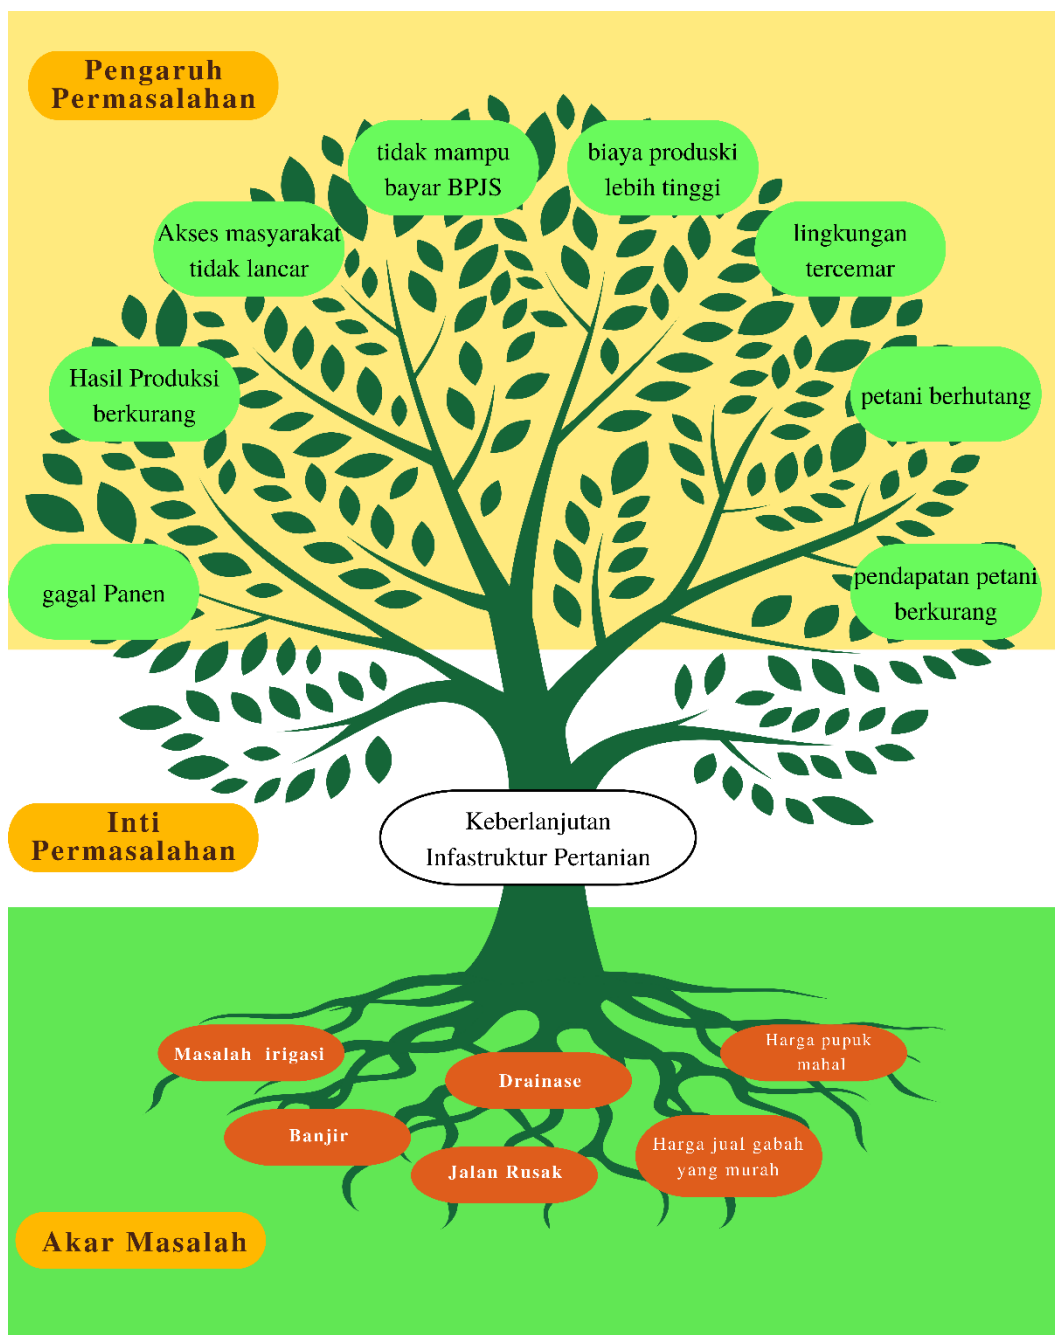 Pengaruh
Permasalahan
tidak mampu
bayar BPJS
biaya produski
lebih tinggi
Akses masyarakat
tidak lancar
lingkungan
tercemar
Hasil Produksi
berkurang
petani berhutang
gagal Panen
pendapatan petani
berkurang
Inti
Permasalahan
Keberlanjutan
Infastruktur Pertanian
Masalah irigasi
Harga pupuk
mahal
Drainase
Banjir
Harga jual gabah
yang murah
Jalan Rusak
Akar Masalah